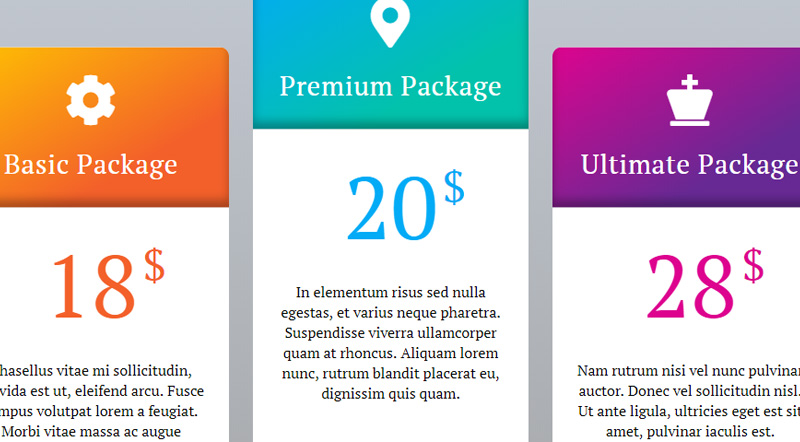 Basic Package
18$
hasellus vitae mi sollicitudin,
vida est ut, eleifend arcu. Fusce
mpus volutpat lorem a feugiat.
Morbi vitae massa ac augue
Premium Package
20$
In elementum risus sed nulla
egestas, et varius neque pharetra.
Suspendisse viverra ullamcorper
quam at rhoncus. Aliquam lorem
nunc, rutrum blandit placerat eu,
dignissim quis quam.
Ultimate Package
28$
Nam rutrum nisi vel nunc pulvinar
auctor. Donec vel sollicitudin nisl.
Ut ante ligula, ultricies eget est sit
amet, pulvinar iaculis est.